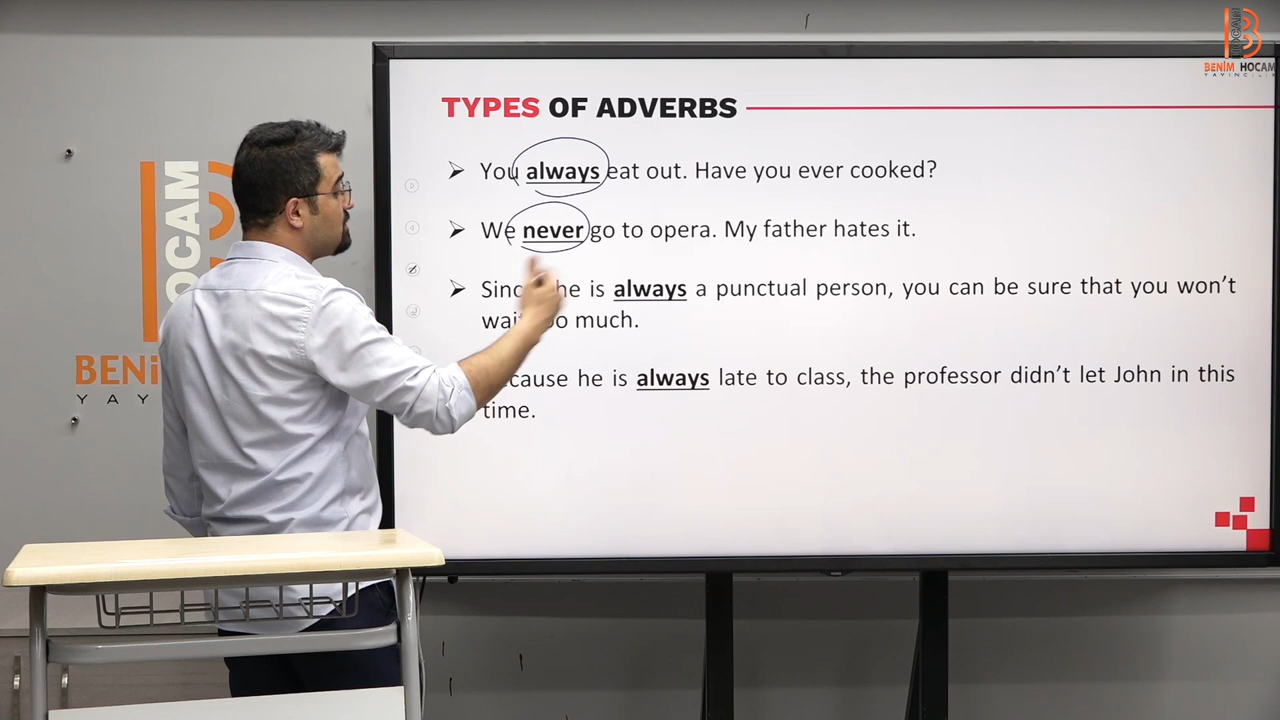 BENİM HOCAM
YAYINCILIK
TYPES OF ADVERBS
You always eat out. Have you ever cooked?
We never go to opera. My father hates it.
he is always a punctual person, you can be sure that you won't
much.
he is always late to class, the professor didn't let John in this
time.
HOCAM